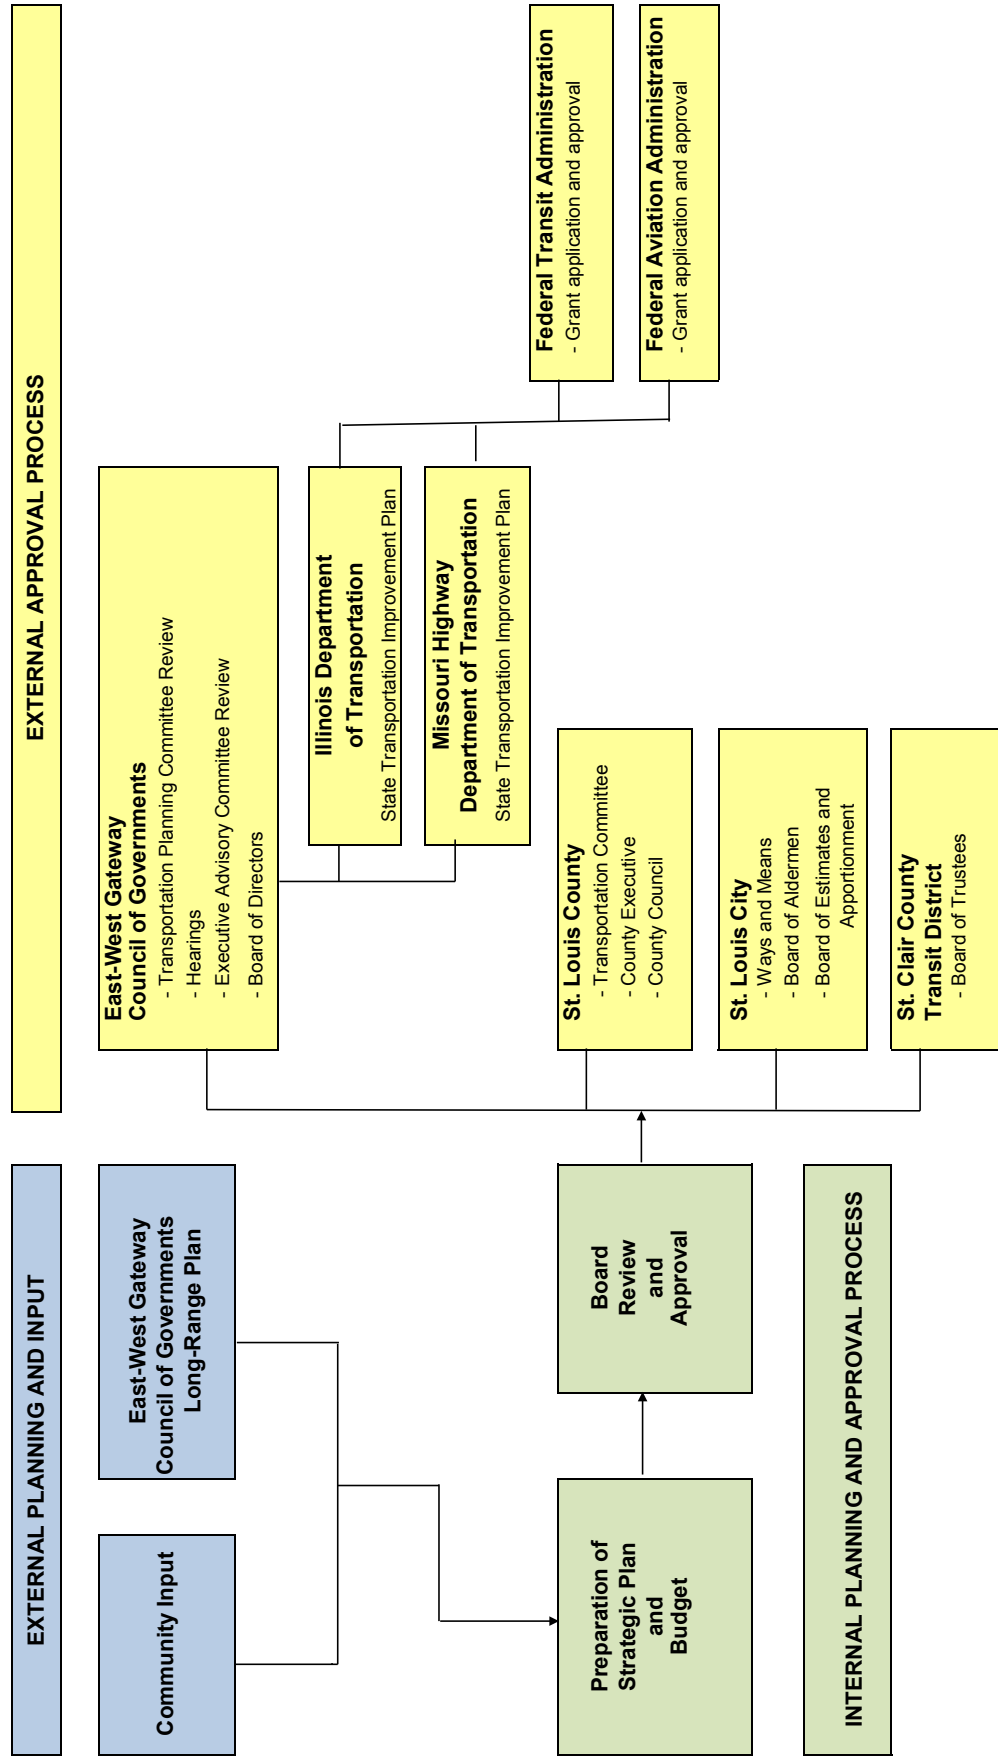 EXTERNAL PLANNING AND INPUT
EXTERNAL APPROVAL PROCESS
Community Input
East-West Gateway
Council of Governments
Long-Range Plan
East-West Gateway
Council of Governments
- Transportation Planning Committee Review
- Hearings
- Executive Advisory Committee Review
- Board of Directors
Illinois Department
of Transportation
State Transportation Improvement Plan
Missouri Highway
Department of Transportation
State Transportation Improvement Plan
Federal Transit Administration
- Grant application and approval
Federal Aviation Administration
- Grant application and approval
Preparation of
Strategic Plan
and
Budget
Board
Review
and
Approval
St. Louis County
- Transportation Committee
- County Executive
- County Council
St. Louis City
- Ways and Means
- Board of Aldermen
- Board of Estimates and
Apportionment
St. Clair County
Transit District
- Board of Trustees
INTERNAL PLANNING AND APPROVAL PROCESS